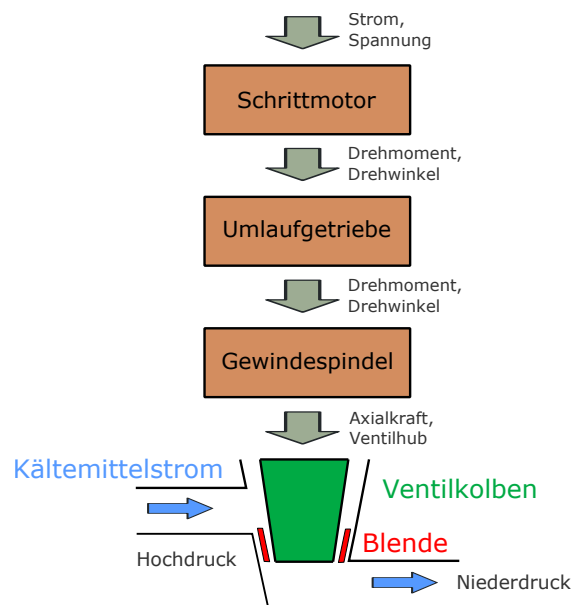 Strom,
Spannung
Schrittmotor
Drehmoment,
Drehwinkel
Umlaufgetriebe
Drehmoment,
Drehwinkel
Gewindespindel
Axialkraft,
Ventilhub
Kältemittelstrom
Ventilkolben
Blende
Hochdruck
Niederdruck